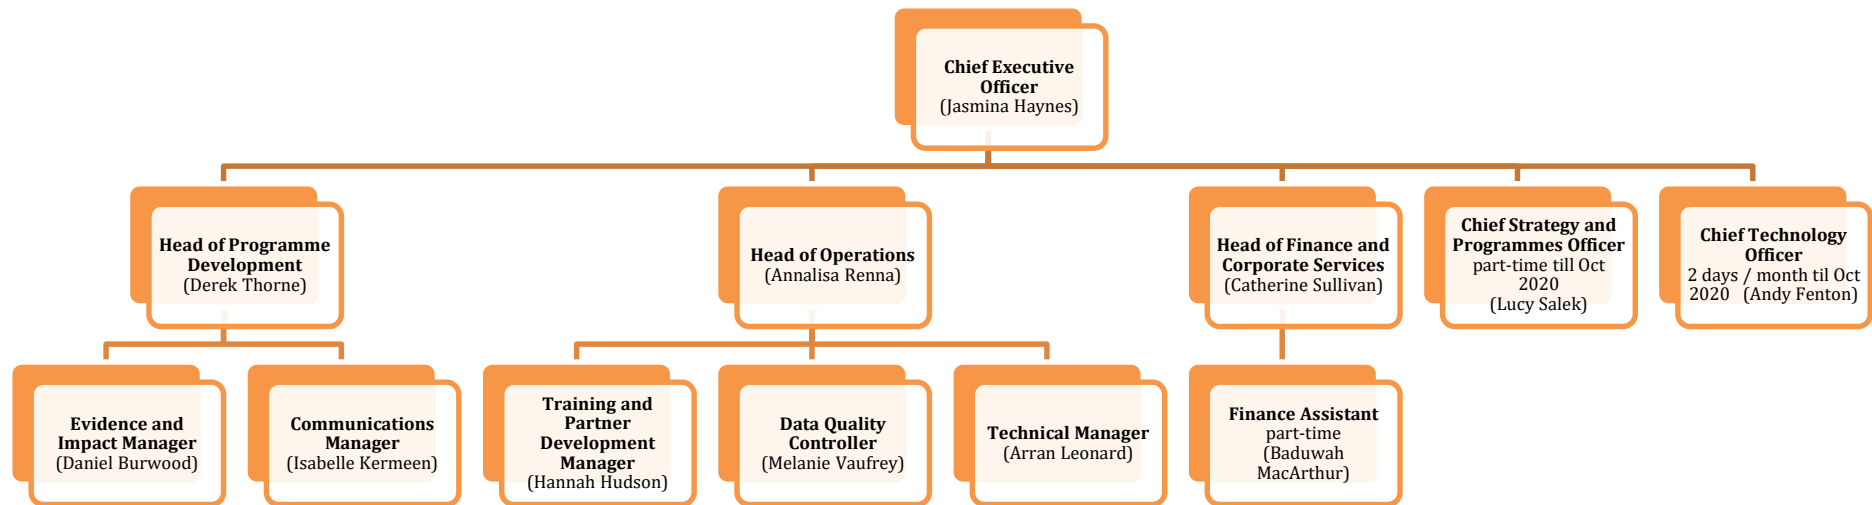 Chief Executive
Officer
(Jasmina Haynes)
Head of Programme
Development
(Derek Thorne)
Head of Operations
(Annalisa Renna)
Head of Finance and
Corporate Services
(Catherine Sullivan)
Chief Strategy and
Programmes Officer
part-time till Oct
2020
(Lucy Salek)
Chief Technology
Officer
2 days / month til Oct
2020 (Andy Fenton)
Evidence and
Impact Manager
(Daniel Burwood)
Communications
Manager
(Isabelle Kermeen)
Training and
Partner
Development
Manager
(Hannah Hudson)
Data Quality
Controller
(Melanie Vaufrey)
Technical Manager
(Arran Leonard)
Finance Assistant
part-time
(Baduwah
MacArthur)